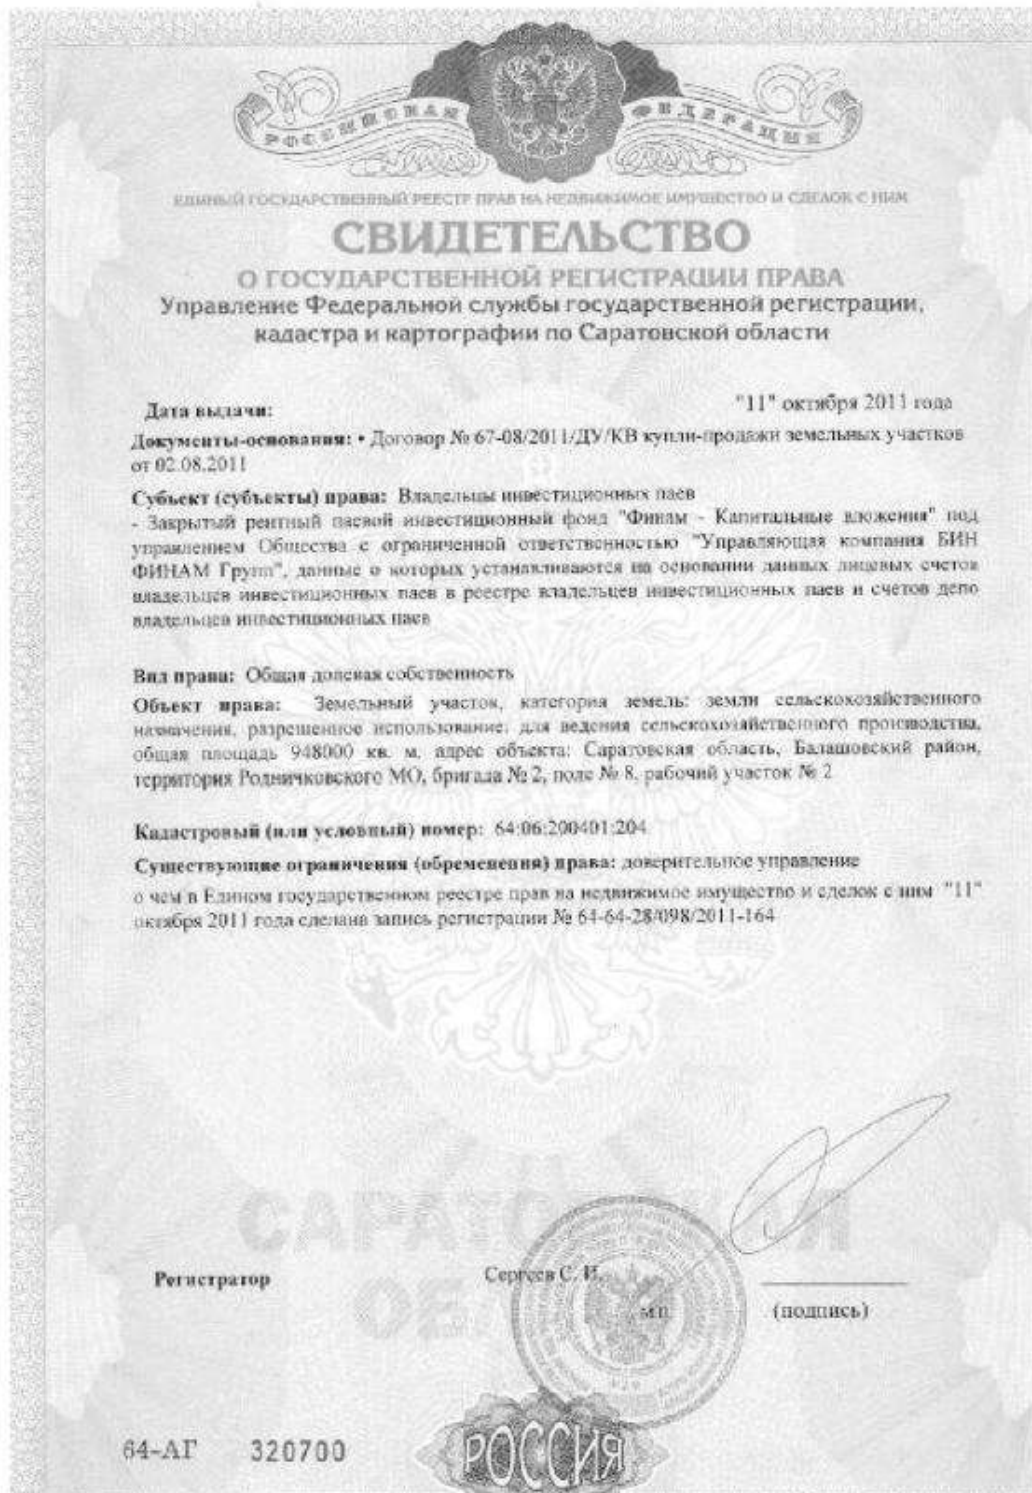 РОССИЙСКАЯ ФЕДЕРАЦИЯ
ЕДИНЫЙ ГОСУДАРСТВЕННЫЙ РЕЕСТР ПРАВ НА НЕДВИЖИМОЕ ИМУЩЕСТВО И СДЕЛОК С НИМ
СВИДЕТЕЛЬСТВО
О ГОСУДАРСТВЕННОЙ РЕГИСТРАЦИИ ПРАВА
Управление Федеральной службы государственной регистрации,
кадастра и картографии по Саратовской области
Дата выдачи: "11" октября 2011 года
Документы-основания: • Договор № 67-08/2011/ДУ/КВ купли-продажи земельных участков
от 02.08.2011
Субъект (субъекты) права: Владельцы инвестиционных паев
- Закрытый рентный паевой инвестиционный фонд "Финам - Капитальные вложения" под
управлением Общества с ограниченной ответственностью "Управляющая компания БИН
ФИНАМ Групп", данные о которых устанавливаются на основании данных лицевых счетов
владельцев инвестиционных паев в реестре владельцев инвестиционных паев и счетов депо
владельцев инвестиционных паев
Вид права: Общая долевая собственность
Объект права: Земельный участок, категория земель: земли сельскохозяйственного
назначения, разрешенное использование: для ведения сельскохозяйственного производства,
общая площадь 948000 кв. м, адрес объекта: Саратовская область, Балашовский район,
территория Родничковского МО, бригада № 2, поле № 8, рабочий участок № 2
Кадастровый (или условный) номер: 64:06:200401:204
Существующие ограничения (обременения) права: доверительное управление
о чем в Едином государственном реестре прав на недвижимое имущество и сделок с ним "11"
октября 2011 года сделана запись регистрации № 64-64-28/098/2011-164
Регистратор Сергеев С. И.
м.п. (подпись)
64-АГ 320700
РОССИЯ